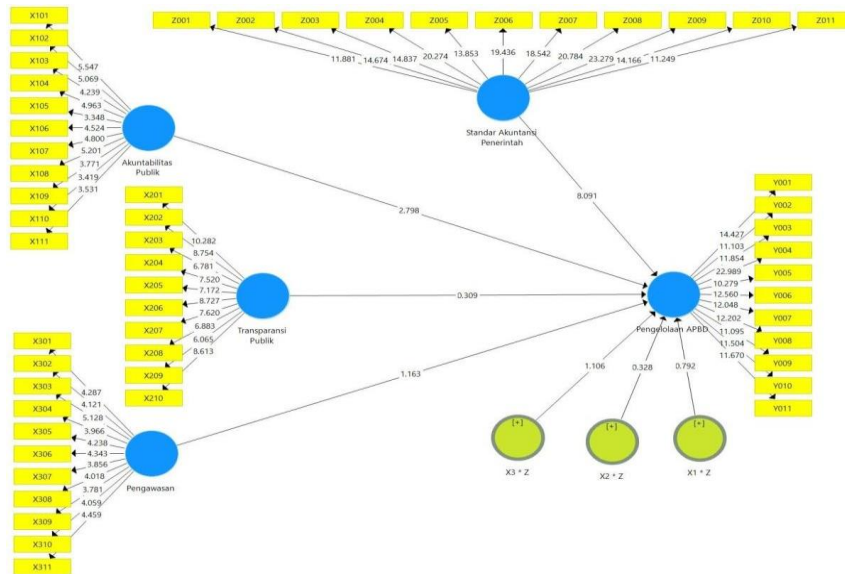 X101
X102
X103
X104
X105
X106
X107
X108
X109
X110
X111
5.547
5.069
4.239
4.963
3.348
4.524
4.800
5.201
3.771
3.419
3.531
Akuntabilitas
Publik
Z001
Z002
Z003
Z004
Z005
Z006
Z007
Z008
Z009
Z010
Z011
11.881
14.674
14.837
20.274
13.853
19.436
18.542
20.784
23.279
14.166
11.249
Standar Akuntansi
Penerintah
8.091
2.798
X201
X202
X203
X204
X205
X206
X207
X208
X209
X210
10.282
8.754
6.781
7.520
7.172
8.727
7.620
6.883
6.065
8.613
Transparansi
Publik
0.309
X301
X302
X303
X304
X305
X306
X307
X308
X309
X310
X311
4.287
4.121
5.128
3.966
4.238
4.343
3.856
4.018
3.781
4.059
4.459
Pengawasan
1.163
Y001
Y002
Y003
Y004
Y005
Y006
Y007
Y008
Y009
Y010
Y011
14.427
11.103
11.854
22.989
10.279
12.560
12.048
12.202
11.095
11.504
11.670
Pengelolaan APBD
1.106
0.328
0.792
[+]
[+]
[+]
X3 * Z
X2 * Z
X1 * Z